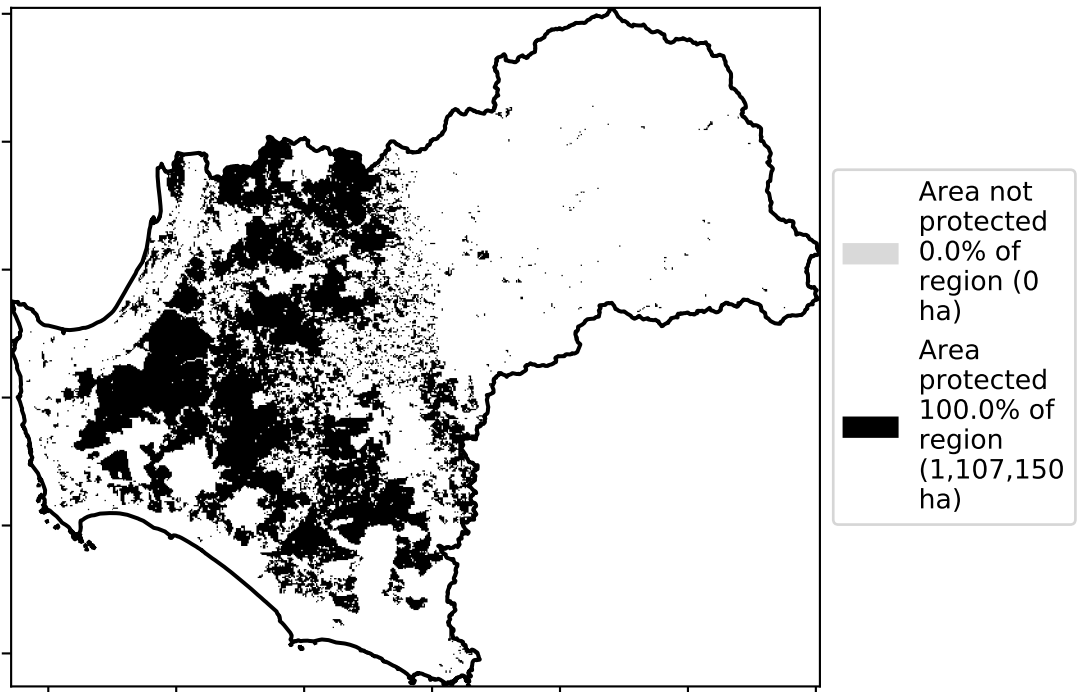 Area not
protected
0.0% of
region (0
ha)
Area
protected
100.0% of
region
(1,107,150
ha)